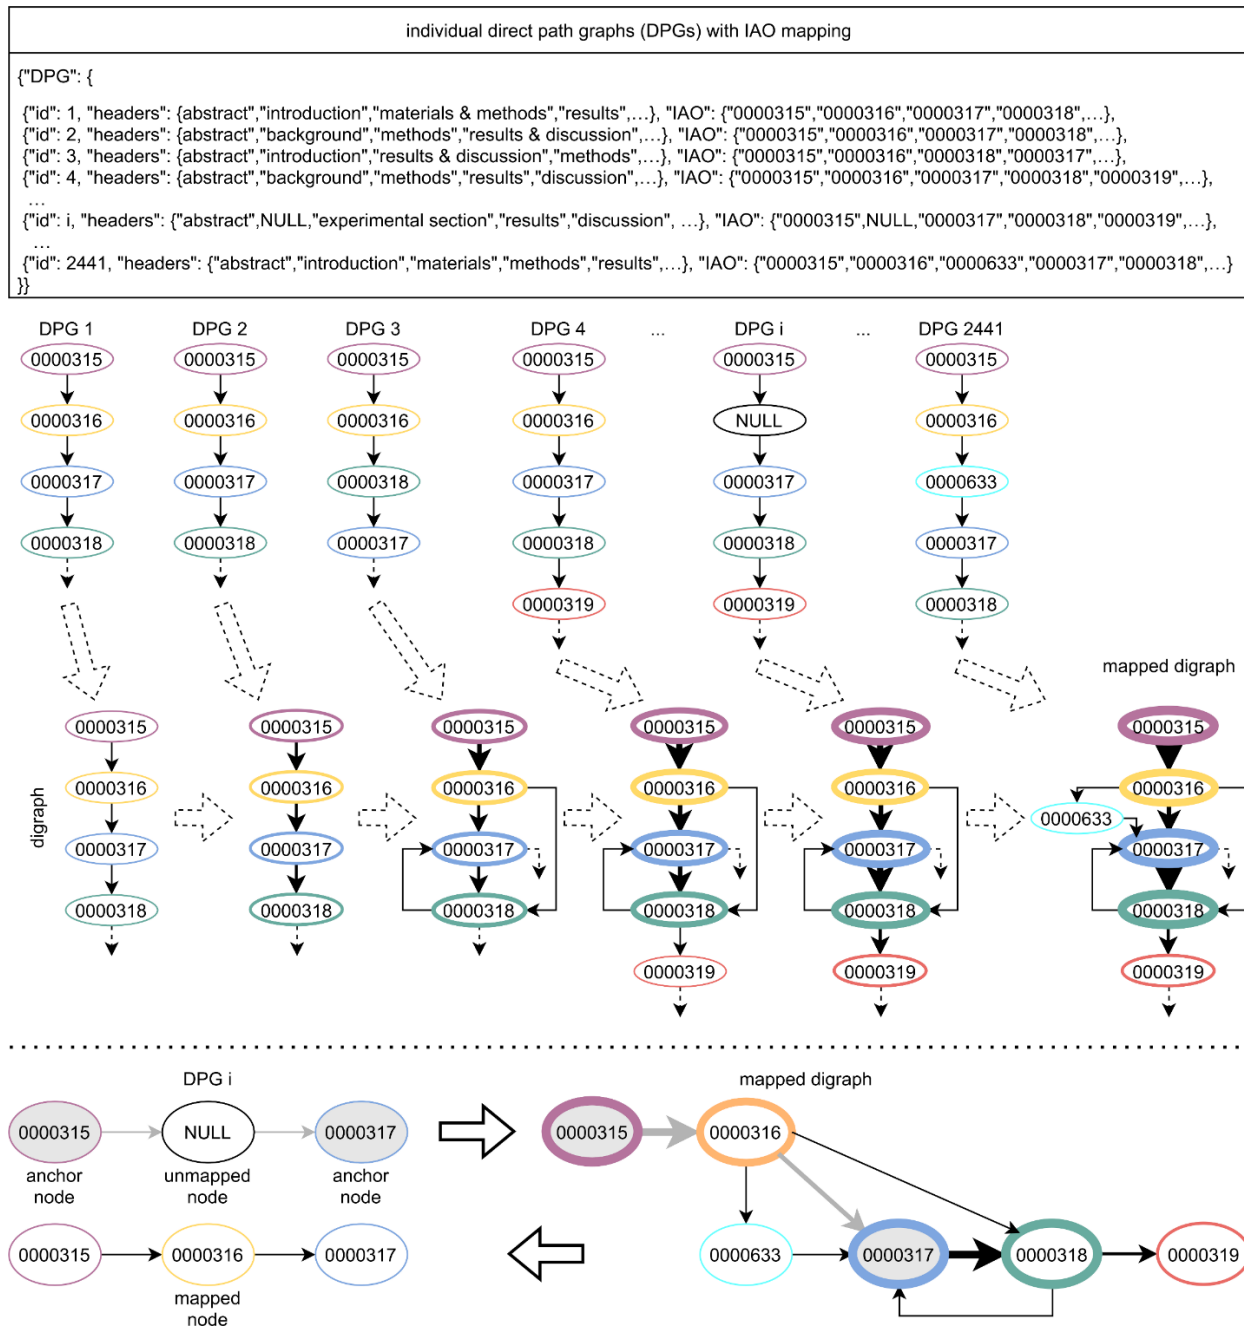 individual direct path graphs (DPGs) with IAO mapping
{"DPG": {
{"id": 1, "headers": {abstract","introduction","materials & methods","results",...}, "IAO": {"0000315","0000316","0000317","0000318",...},
{"id": 2, "headers": {abstract","background","methods","results & discussion",...}, "IAO": {"0000315","0000316","0000317","0000318",...},
{"id": 3, "headers": {abstract","introduction","results & discussion","methods",...}, "IAO": {"0000315","0000316","0000318","0000317",...},
{"id": 4, "headers": {abstract","background","methods","results","discussion",...}, "IAO": {"0000315","0000316","0000317","0000318","0000319",...},
...
{"id": i, "headers": {"abstract",NULL,"experimental section","results","discussion", ...}, "IAO": {"0000315",NULL,"0000317","0000318","0000319",...},
...
{"id": 2441, "headers": {"abstract","introduction","materials","methods","results",...}, "IAO": {"0000315","0000316","0000633","0000317","0000318",...}
}}
DPG 1 DPG 2 DPG 3 DPG 4 ... DPG i ... DPG 2441
0000315 0000315 0000315 0000315 0000315 0000315
0000316 0000316 0000316 0000316 NULL 0000316
0000317 0000317 0000318 0000317 0000317 0000633
0000318 0000318 0000317 0000318 0000318 0000317
0000319 0000319 0000318
mapped digraph
0000315 0000315 0000315 0000315 0000315 0000315
0000316 0000316 0000316 0000316 0000316 0000316
digraph
0000633
0000317 0000317 0000317 0000317 0000317 0000317
0000318 0000318 0000318 0000318 0000318 0000318
0000319 0000319 0000319
DPG i mapped digraph
0000315 NULL 0000317 0000315 0000316
anchor node
unmapped node
anchor node
0000315 0000316 0000317 0000633 0000317 0000318 0000319
mapped node